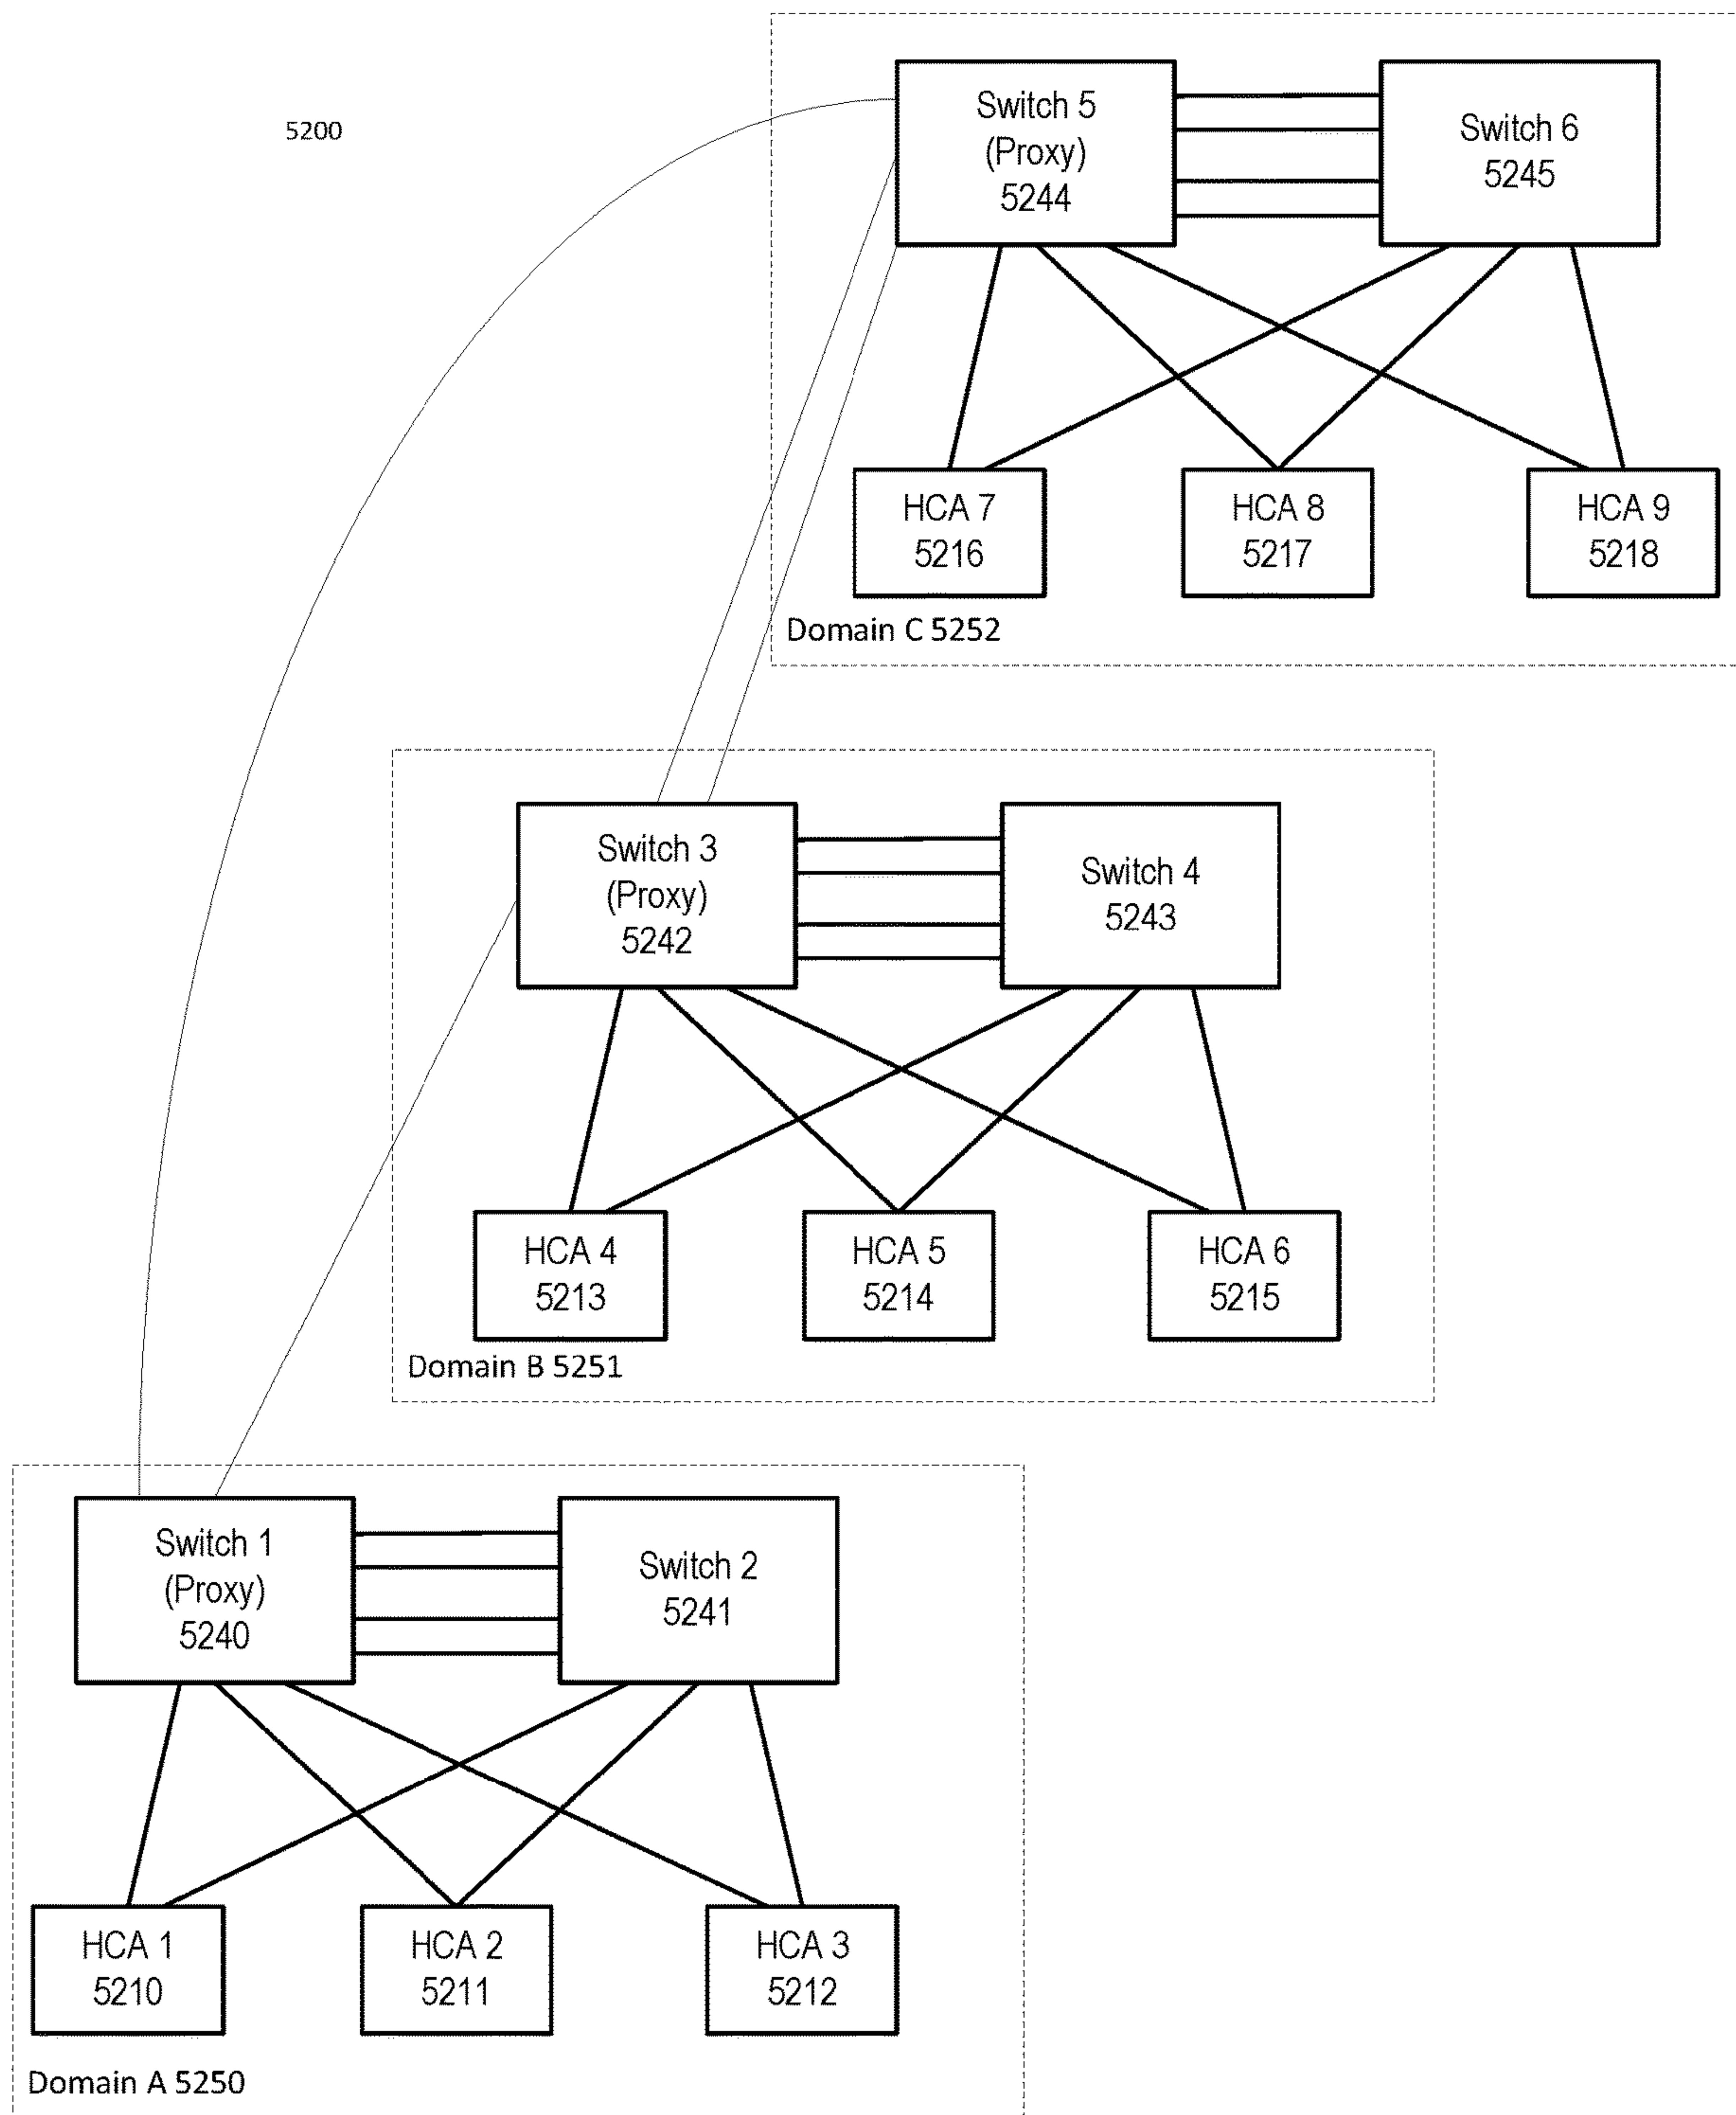 5200
Switch 5
(Proxy)
5244
Switch 6
5245
HCA 7
5216
HCA 8
5217
HCA 9
5218
Domain C 5252
Switch 3
(Proxy)
5242
Switch 4
5243
HCA 4
5213
HCA 5
5214
HCA 6
5215
Domain B 5251
Switch 1
(Proxy)
5240
Switch 2
5241
HCA 1
5210
HCA 2
5211
HCA 3
5212
Domain A 5250